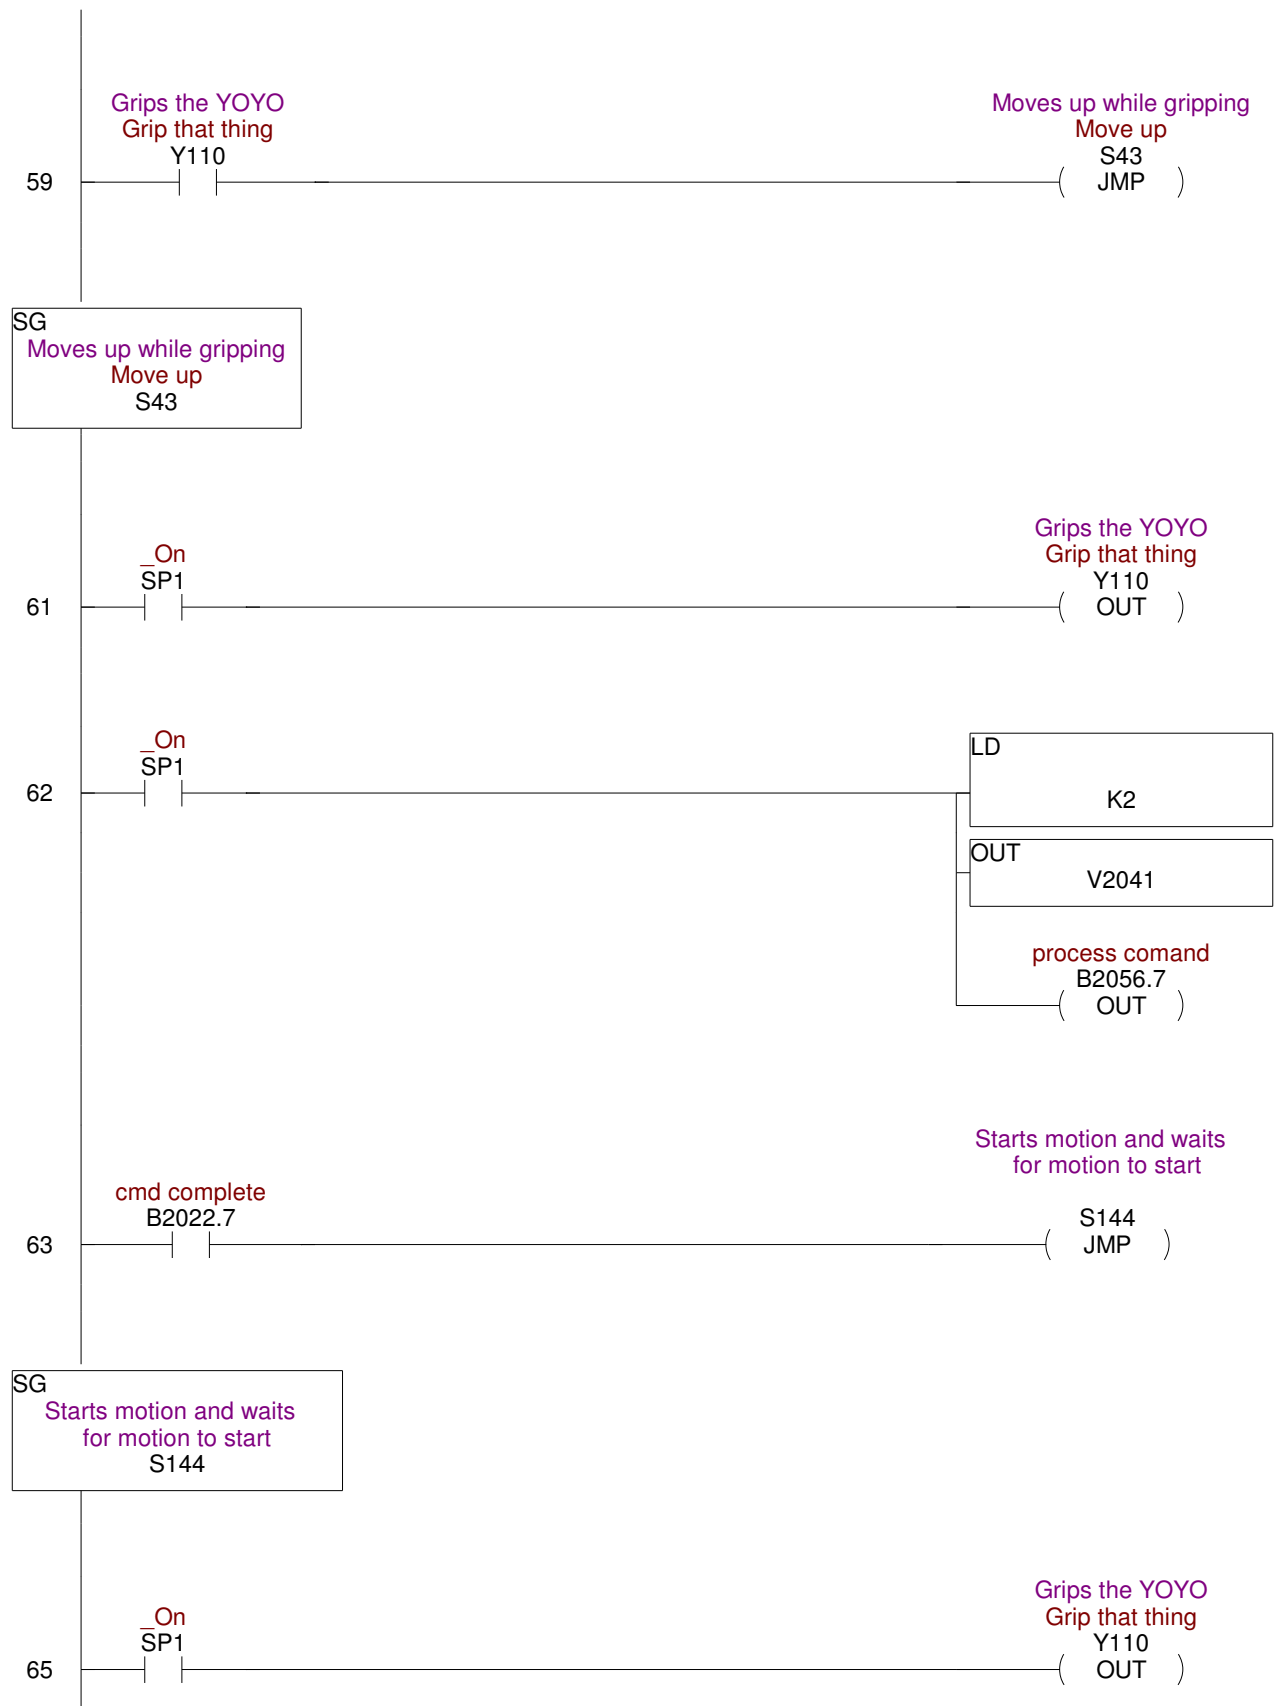 Grips the YOYO
Grip that thing
Y110
Moves up while gripping
Move up
S43
59
JMP
SG
Moves up while gripping
Move up
S43
_On
SP1
Grips the YOYO
Grip that thing
Y110
61
OUT
_On
SP1
62
LD
K2
OUT
V2041
process comand
B2056.7
OUT
Starts motion and waits
for motion to start
cmd complete
B2022.7
S144
63
JMP
SG
Starts motion and waits
for motion to start
S144
_On
SP1
Grips the YOYO
Grip that thing
Y110
65
OUT